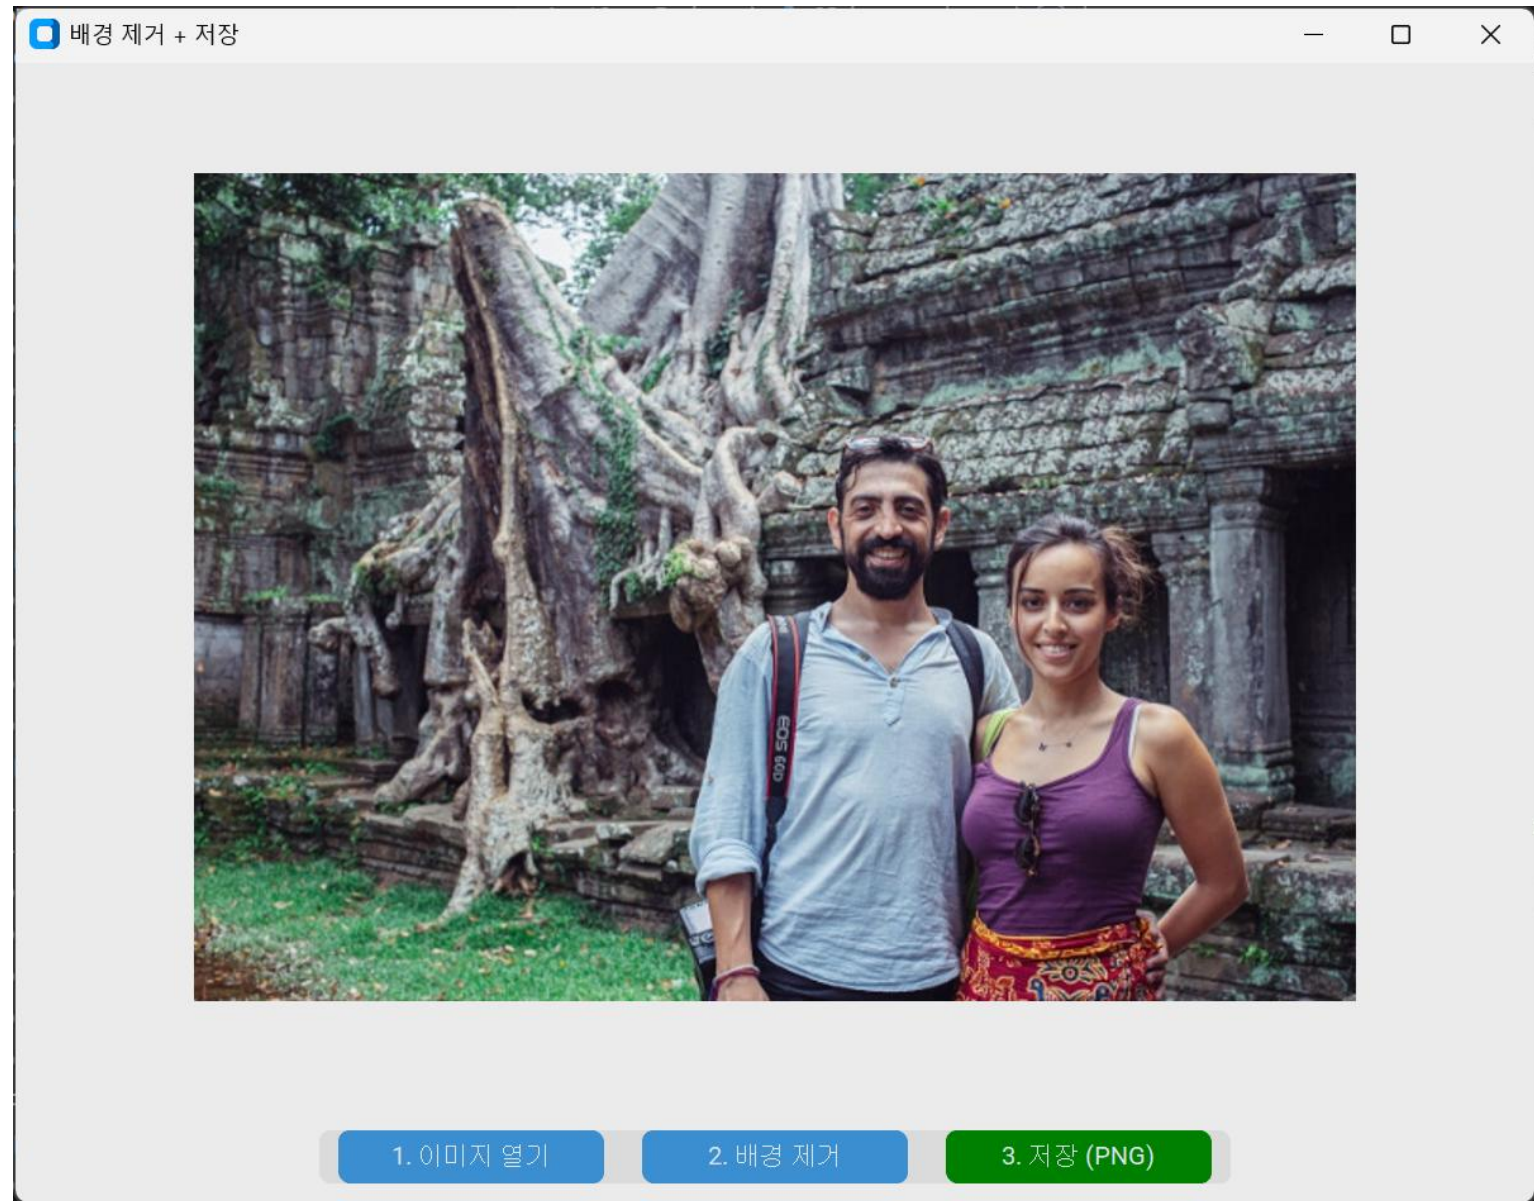 배경 제거 + 저장
EOS 60D
1. 이미지 열기
2. 배경 제거
3. 저장 (PNG)